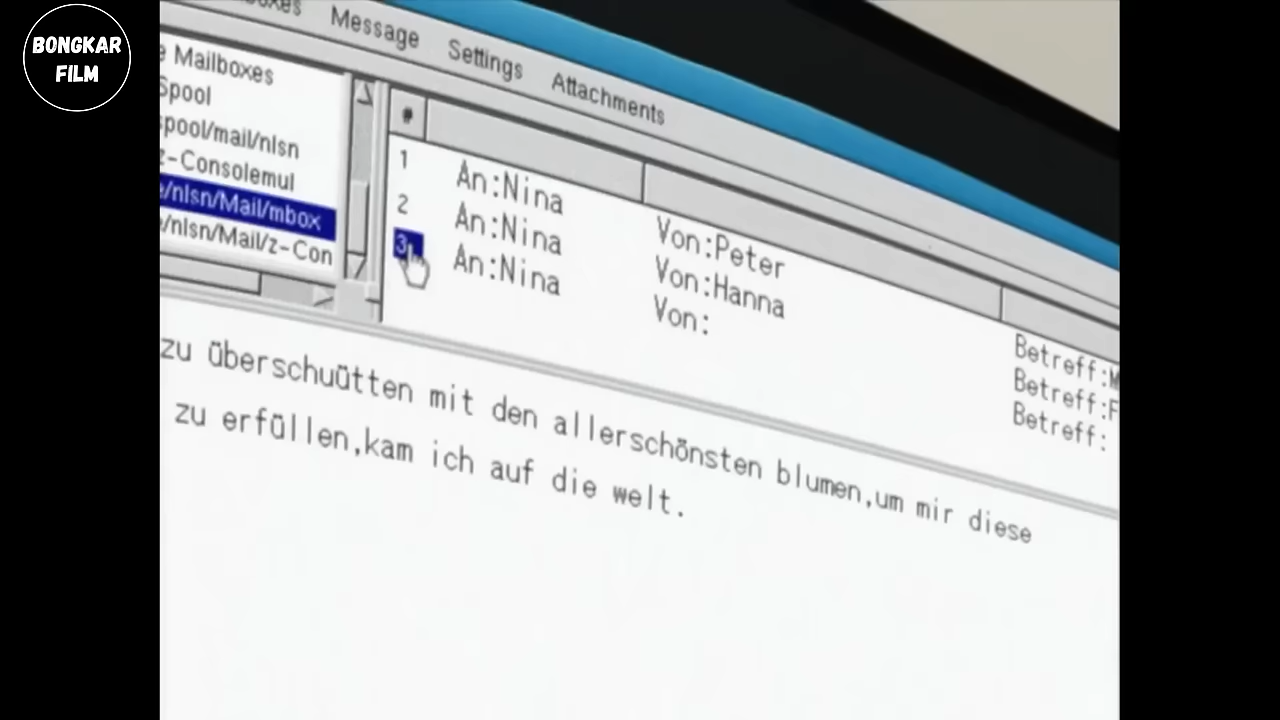 BONGKAR
FILM
Message Settings Attachments
Mailboxes
Spool
spool/mail/nlsn
z-Consolemul
/nlsn/Mail/mbox
/nlsn/Mail/z-Con
#
1 An:Nina Von:Peter Betreff:M
2 An:Nina Von:Hanna Betreff:F
3 An:Nina Von: Betreff:
zu überschuütten mit den allerschönsten blumen,um mir diese
zu erfüllen,kam ich auf die welt.